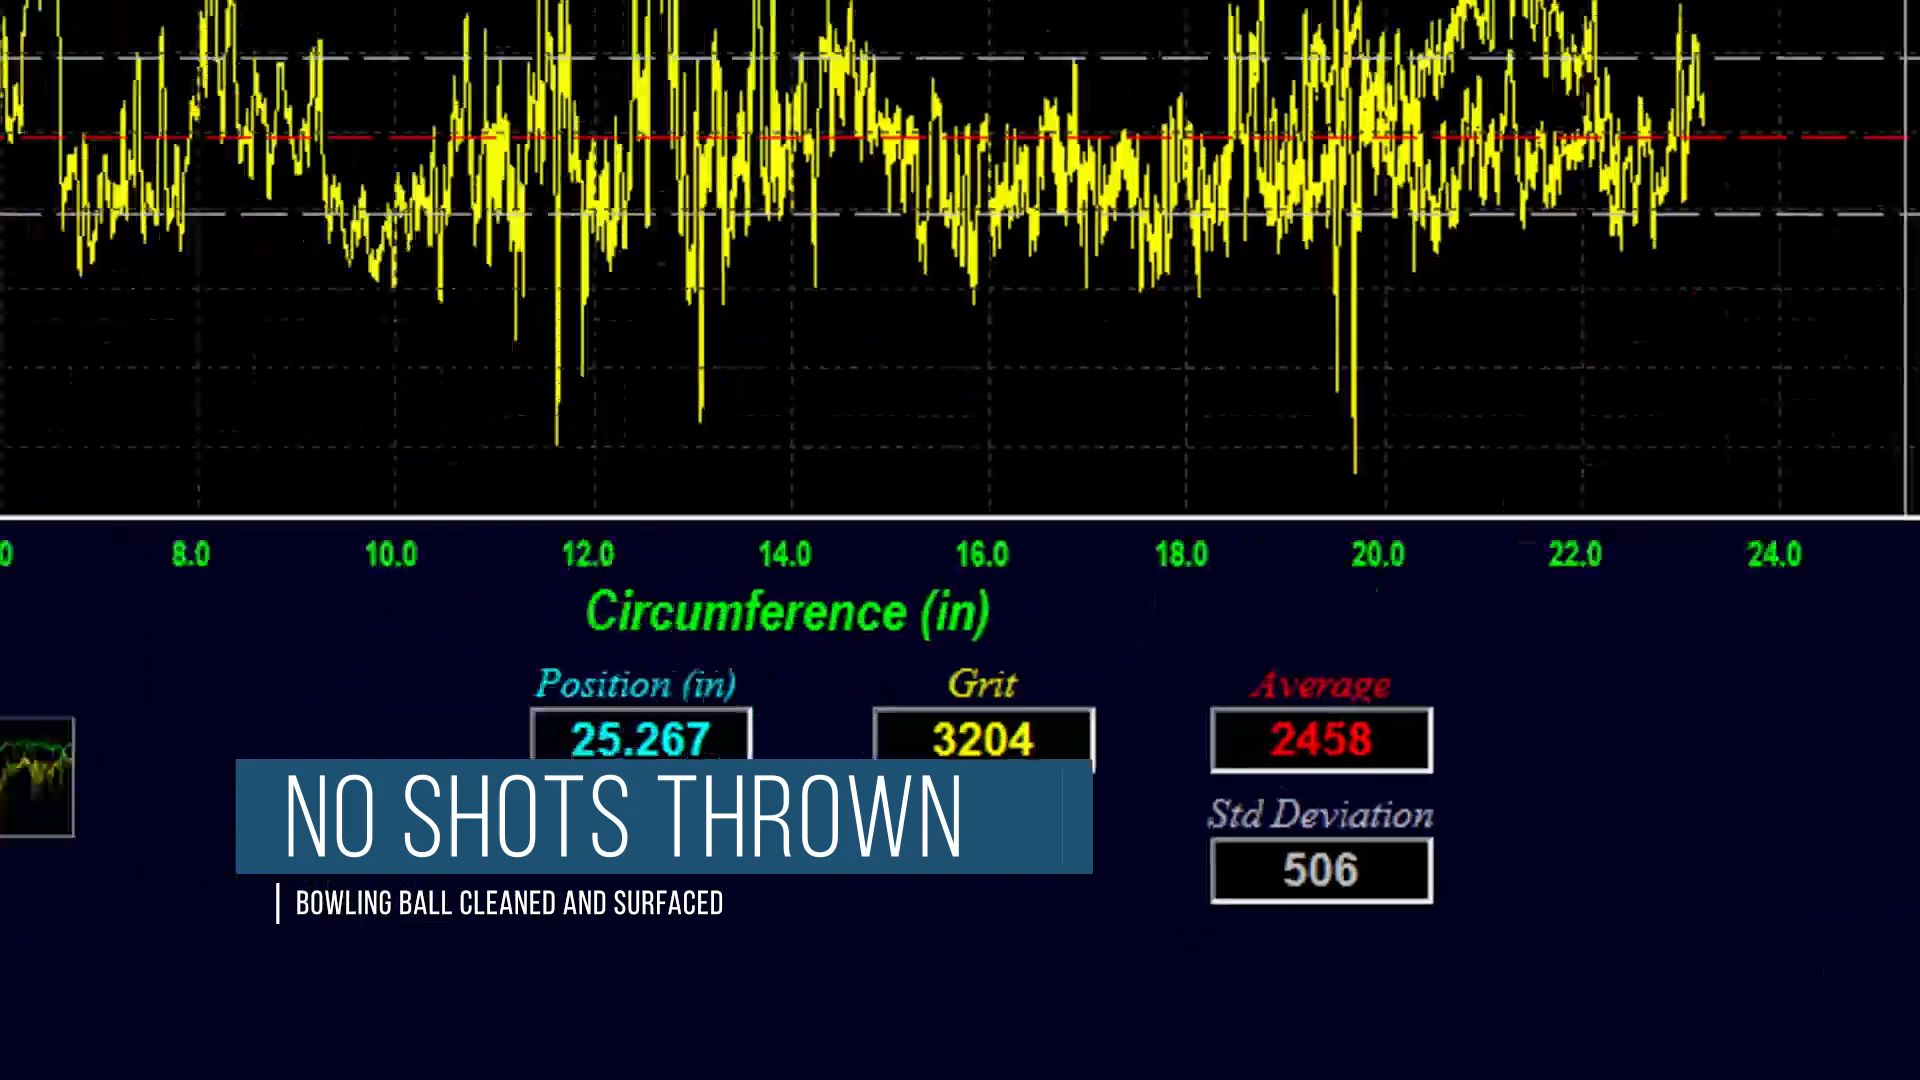 0 8.0 10.0 12.0 14.0 16.0 18.0 20.0 22.0 24.0
Circumference (in)
Position (in) Grit Average
25.267 3204 2458
NO SHOTS THROWN
Std Deviation
506
BOWLING BALL CLEANED AND SURFACED